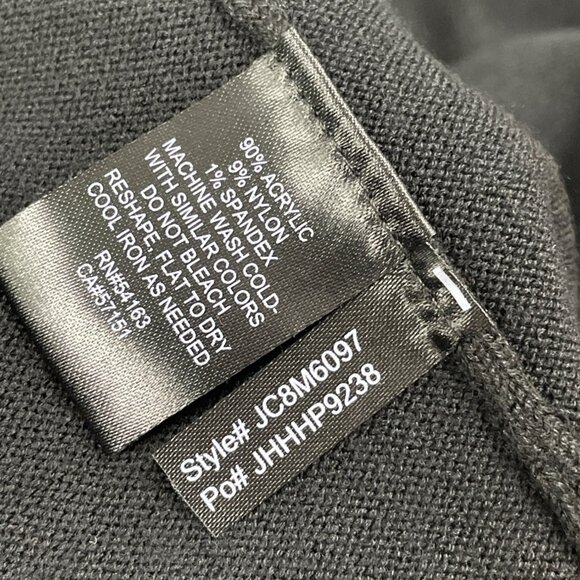 90% ACRYLIC
9% NYLON
1% SPANDEX
MACHINE WASH COLD-
WITH SIMILAR COLORS
DO NOT BLEACH
RESHAPE. FLAT TO DRY
COOL IRON AS NEEDED
RN#54163
CA#5715
Style# JC8M6097
Po# JHHHP9238